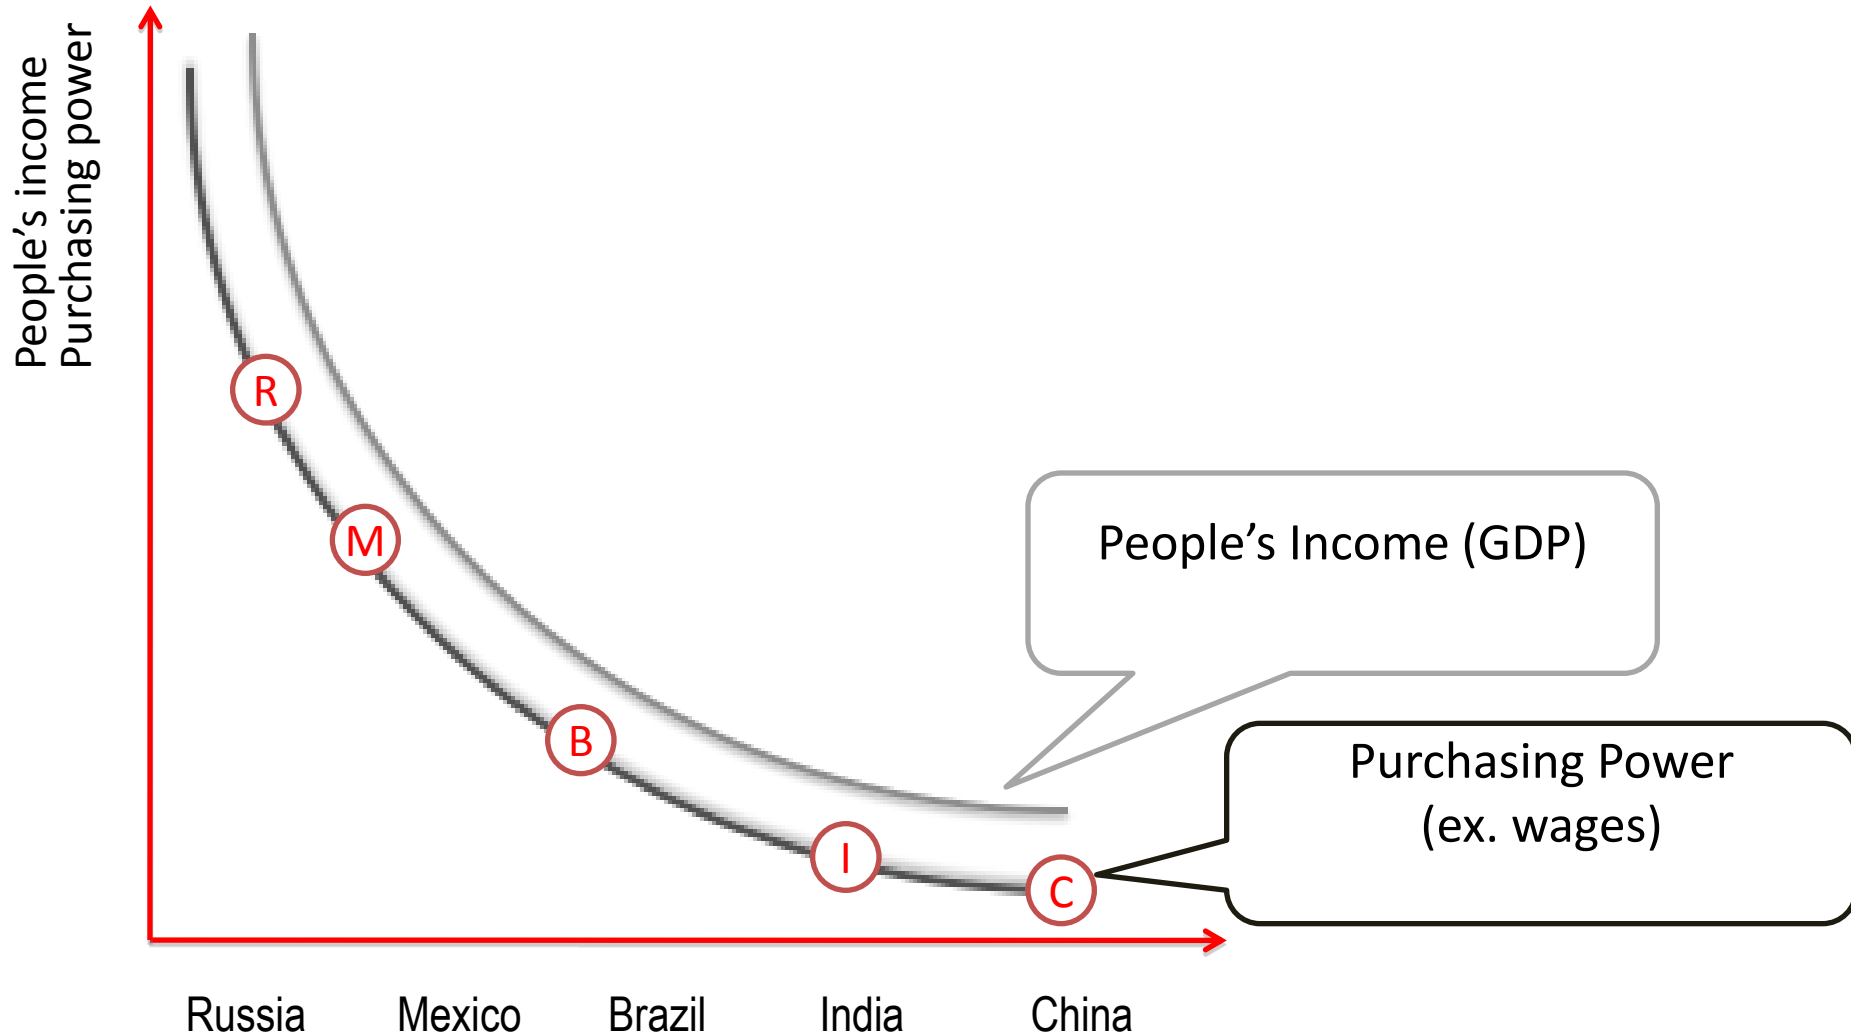 People’s income
Purchasing power
R
M
B
I
C
People’s Income (GDP)
Purchasing Power
(ex. wages)
Russia Mexico Brazil India China